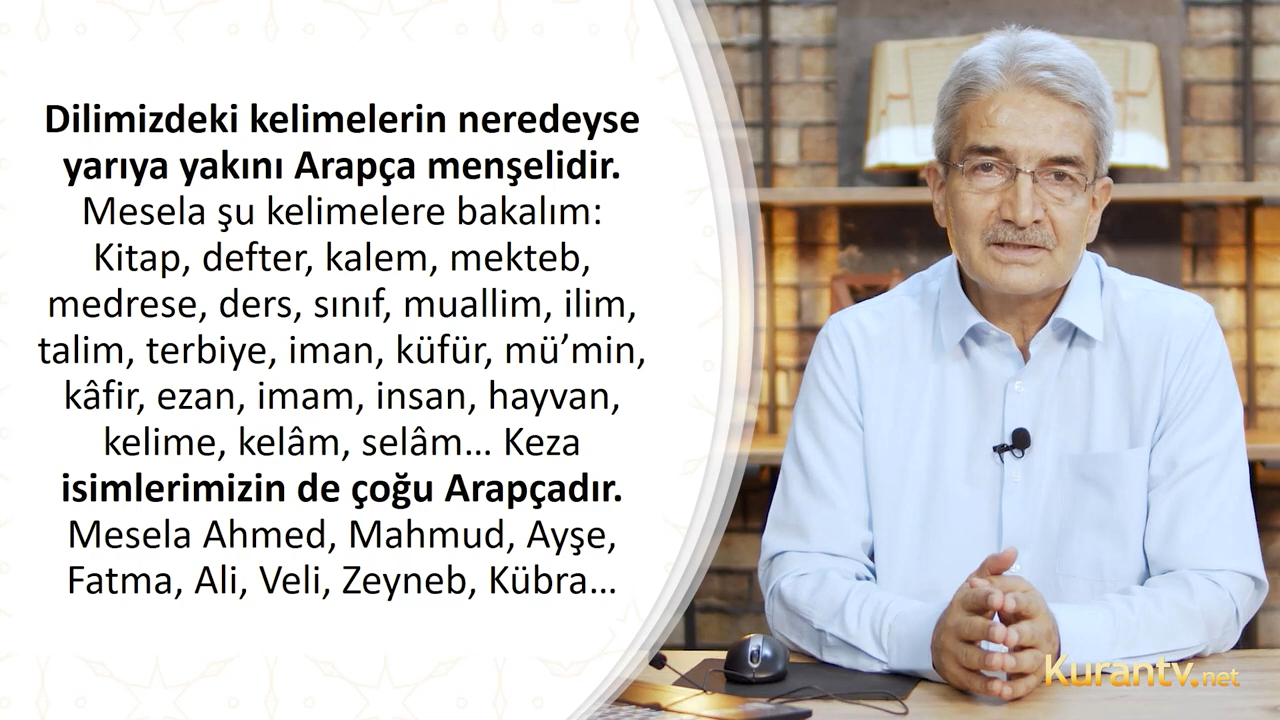 Dilimizdeki kelimelerin neredeyse
yarıya yakını Arapça menşelidir.
Mesela şu kelimelere bakalım:
Kitap, defter, kalem, mekteb,
medrese, ders, sınıf, muallim, ilim,
talim, terbiye, iman, küfür, mü’min,
kâfir, ezan, imam, insan, hayvan,
kelime, kelâm, selâm… Keza
isimlerimizin de çoğu Arapçadır.
Mesela Ahmed, Mahmud, Ayşe,
Fatma, Ali, Veli, Zeyneb, Kübra…
Kurantv.net